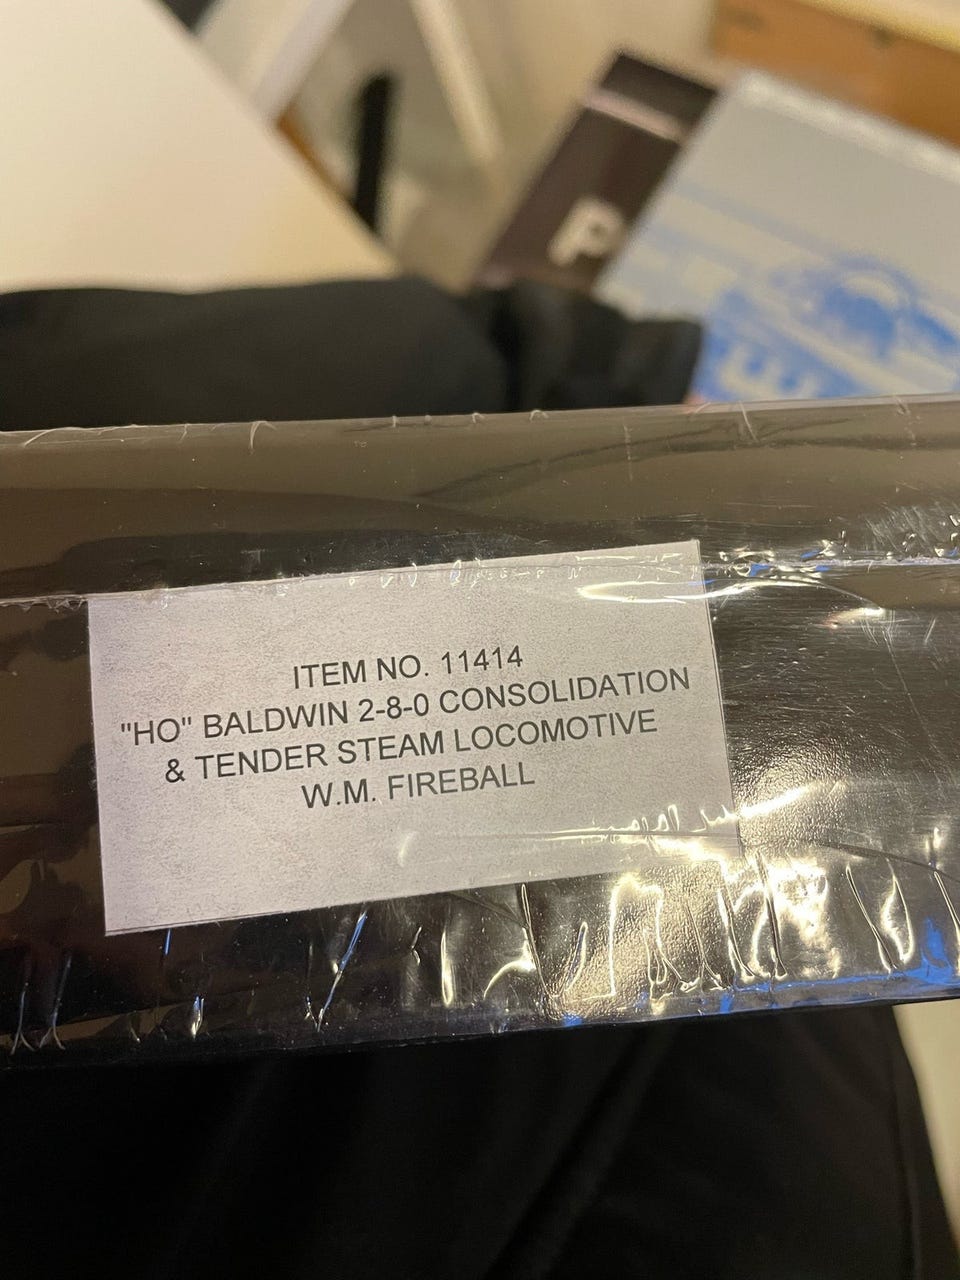 ITEM NO. 11414
"HO" BALDWIN 2-8-0 CONSOLIDATION
& TENDER STEAM LOCOMOTIVE
W.M. FIREBALL
P